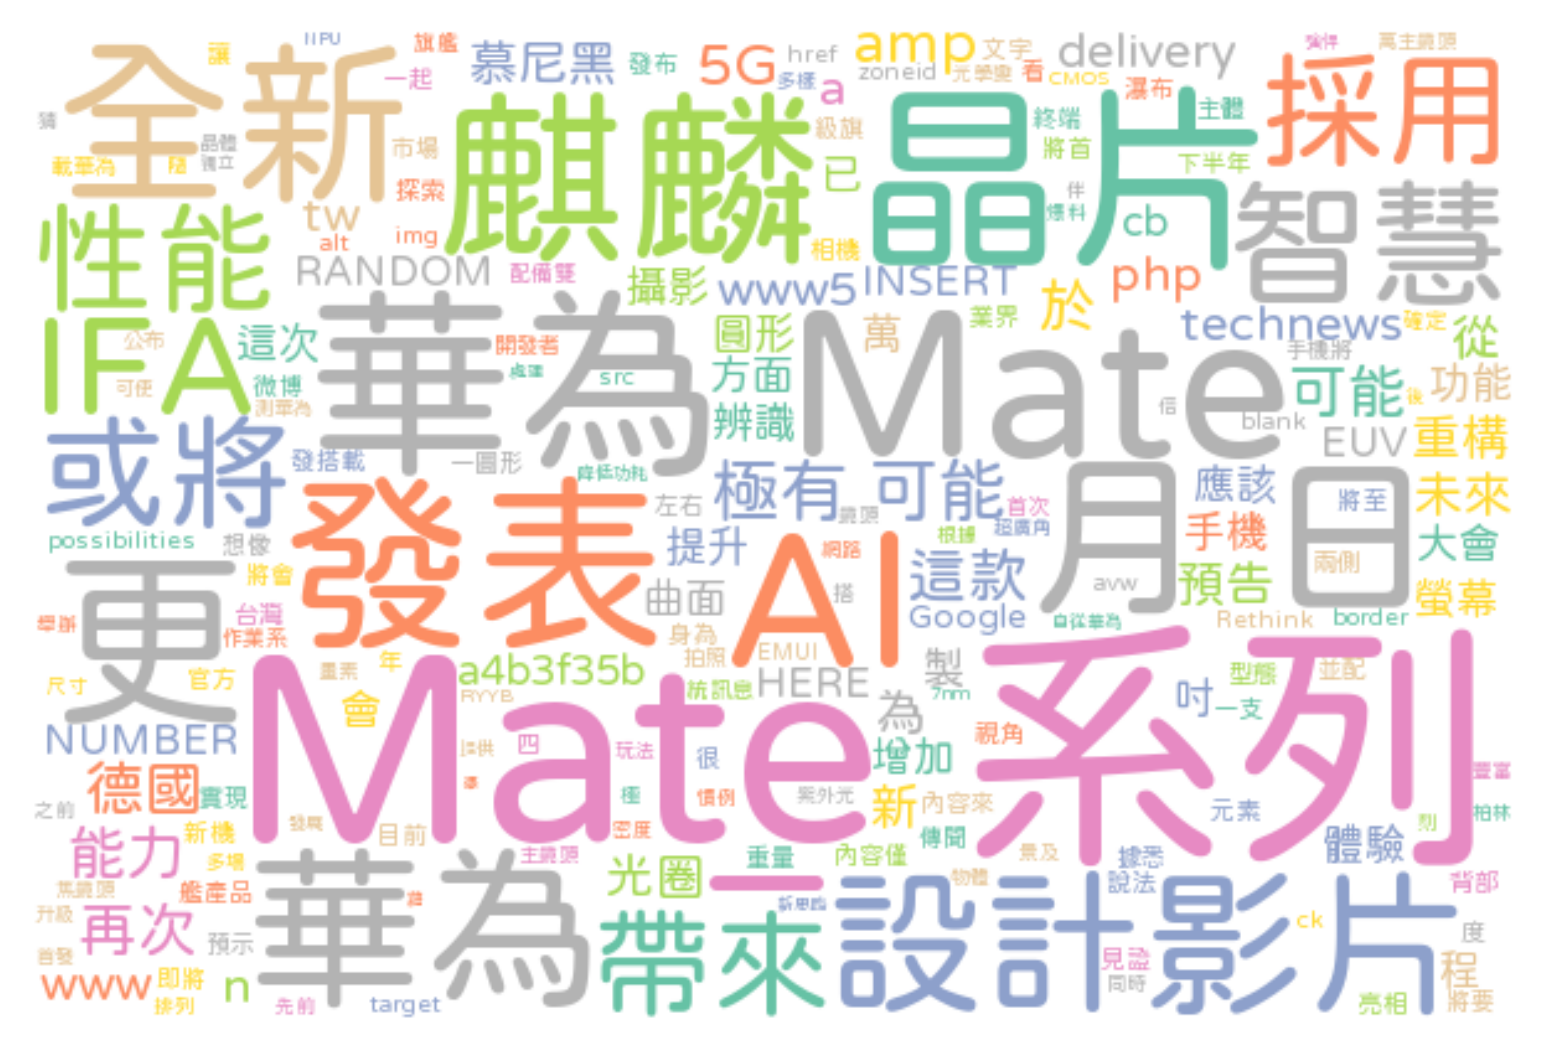 讓
IIPU
旗艦
慕尼黑
發布
5G
href
amp
文字
delivery
強悍
萬主鏡頭
全新
一起
多樣
a
zoneid
元學變
看
CMOS
瀑布
採用
猜
晶體
獨立
市場
麒麟
級旗
晶片
終端
主體
載華為
隨
探索
已
將首
下半年
伴
爆料
智慧
性能
tw
alt
img
相機
cb
RANDOM
配備雙
攝影
www5
INSERT
於
php
IFA
公布
這次
華為
開發者
圓形
Mate
萬
業界
technews
確定
從
手機將
可便
微博
處理
src
方面
可能
後
功能
測華為
辨識
倍
blank
EUV
重構
或將
發搭載
一圓形
降低功耗
極有
可能
月
日
應該
將至
未來
發表
左右
鏡頭
首次
超廣角
possibilities
想像
提升
AI
網路
根據
手機
大會
更
將會
曲面
搭
這款
avw
預告
兩側
螢幕
台灣
作業系
身為
Google
自從華為
Rethink
border
官方
畫素
年
拍照
EMUI
Mate
系列
尺寸
a4b3f35b
製
型態
並配
會
RYYB
統訊息
HERE
7nm
為
吋
一支
NUMBER
提供
四
玩法
很
增加
視角
德國
實現
極
慣例
紫外光
新
內容來
元素
豐富
之前
柏林
能力
新機
發展
目前
密度
傳聞
刻
多場
主鏡頭
重量
內容僅
景及
據悉
體驗
焦鏡頭
艦產品
華為
光圈
一
物體
說法
背部
升級
再次
預示
帶來
新思臨
設計
影片
ck
度
首發
見證
程
www
即將
n
同時
排列
先前
target
亮相
將要